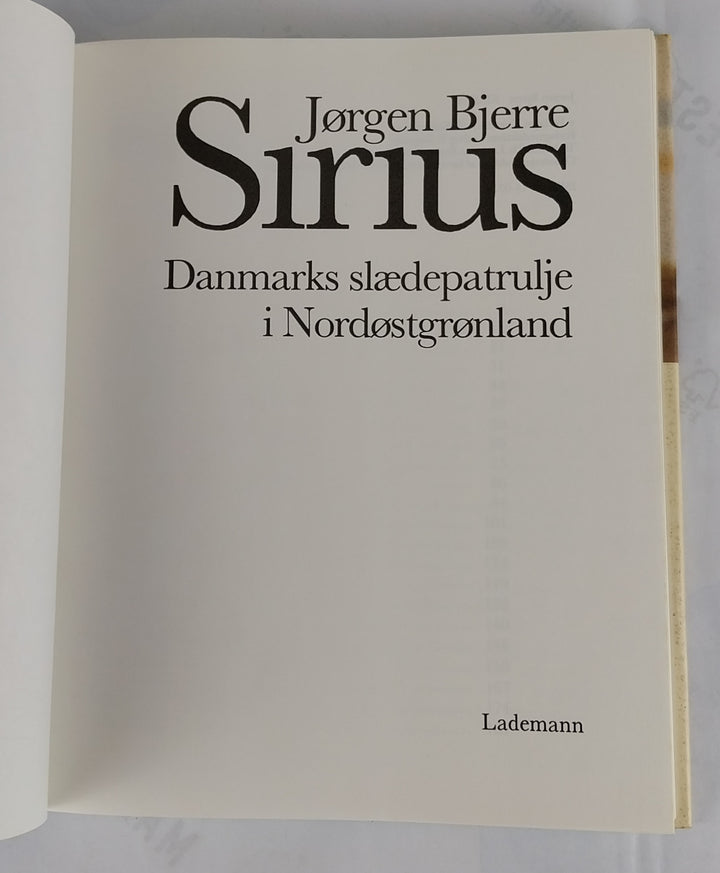 Jørgen Bjerre
Sirius
Danmarks slædepatrulje
i Nordøstgrønland
Lademann